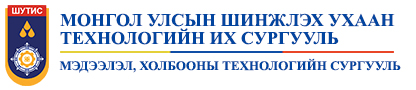 ШУТИС
МОНГОЛ УЛСЫН ШИНЖЛЭХ УХААН
ТЕХНОЛОГИЙН ИХ СУРГУУЛЬ
МЭДЭЭЛЭЛ, ХОЛБООНЫ ТЕХНОЛОГИЙН СУРГУУЛЬ